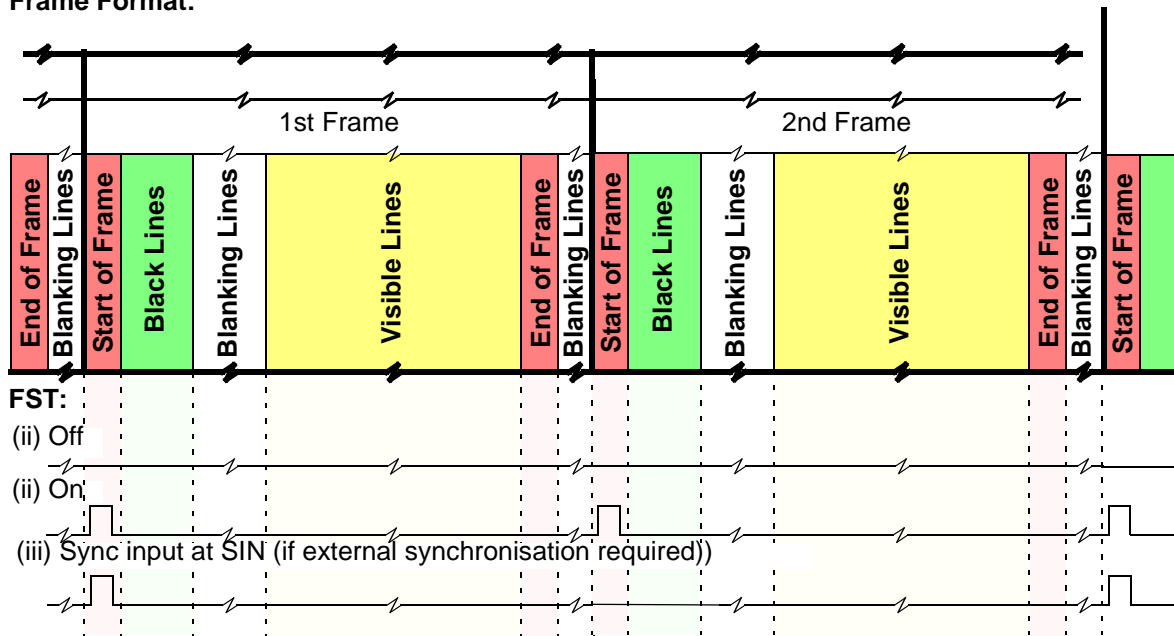 Frame Format:
1st Frame
2nd Frame
End of Frame
Blanking Lines
Start of Frame
Black Lines
Blanking Lines
Visible Lines
End of Frame
Blanking Lines
Start of Frame
Black Lines
Blanking Lines
Visible Lines
End of Frame
Blanking Lines
Start of Frame
FST:
(ii) Off
(ii) On
(iii) Sync input at SIN (if external synchronisation required))